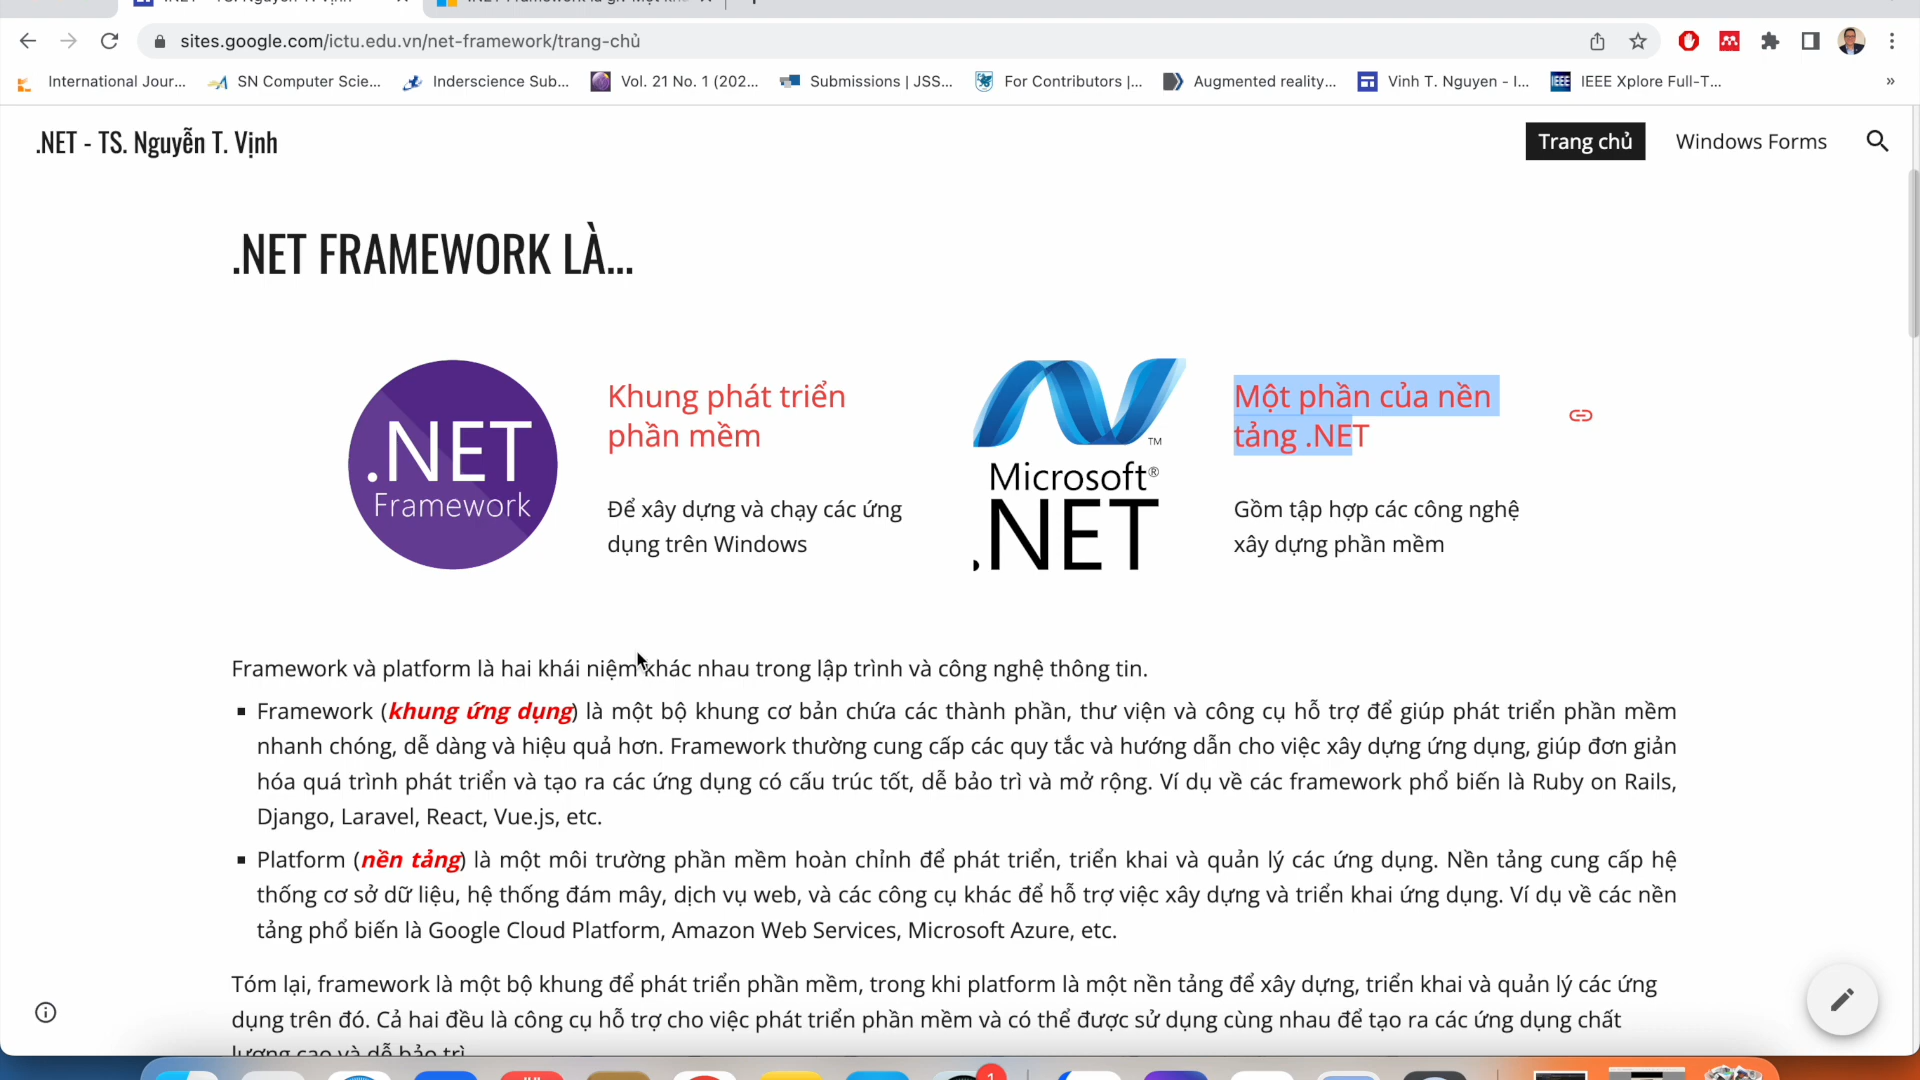 sites.google.com/ictu.edu.vn/net-framework/trang-chủ
International Jour... SN Computer Scie... Inderscience Sub... Vol. 21 No. 1 (202... Submissions | JSS... For Contributors |... Augmented reality... Vinh T. Nguyen - I... IEEE Xplore Full-T... »
.NET - TS. Nguyễn T. Vịnh
Trang chủ Windows Forms
.NET FRAMEWORK LÀ...
.NET
Framework
Khung phát triển
phần mềm
Để xây dựng và chạy các ứng
dụng trên Windows
TM
Microsoft®
.NET
Một phần của nền
tảng .NET
Gồm tập hợp các công nghệ
xây dựng phần mềm
Framework và platform là hai khái niệm khác nhau trong lập trình và công nghệ thông tin.
▪ Framework (khung ứng dụng) là một bộ khung cơ bản chứa các thành phần, thư viện và công cụ hỗ trợ để giúp phát triển phần mềm
nhanh chóng, dễ dàng và hiệu quả hơn. Framework thường cung cấp các quy tắc và hướng dẫn cho việc xây dựng ứng dụng, giúp đơn giản
hóa quá trình phát triển và tạo ra các ứng dụng có cấu trúc tốt, dễ bảo trì và mở rộng. Ví dụ về các framework phổ biến là Ruby on Rails,
Django, Laravel, React, Vue.js, etc.
▪ Platform (nền tảng) là một môi trường phần mềm hoàn chỉnh để phát triển, triển khai và quản lý các ứng dụng. Nền tảng cung cấp hệ
thống cơ sở dữ liệu, hệ thống đám mây, dịch vụ web, và các công cụ khác để hỗ trợ việc xây dựng và triển khai ứng dụng. Ví dụ về các nền
tảng phổ biến là Google Cloud Platform, Amazon Web Services, Microsoft Azure, etc.
Tóm lại, framework là một bộ khung để phát triển phần mềm, trong khi platform là một nền tảng để xây dựng, triển khai và quản lý các ứng
dụng trên đó. Cả hai đều là công cụ hỗ trợ cho việc phát triển phần mềm và có thể được sử dụng cùng nhau để tạo ra các ứng dụng chất
lượng cao và dễ bảo trì.
1